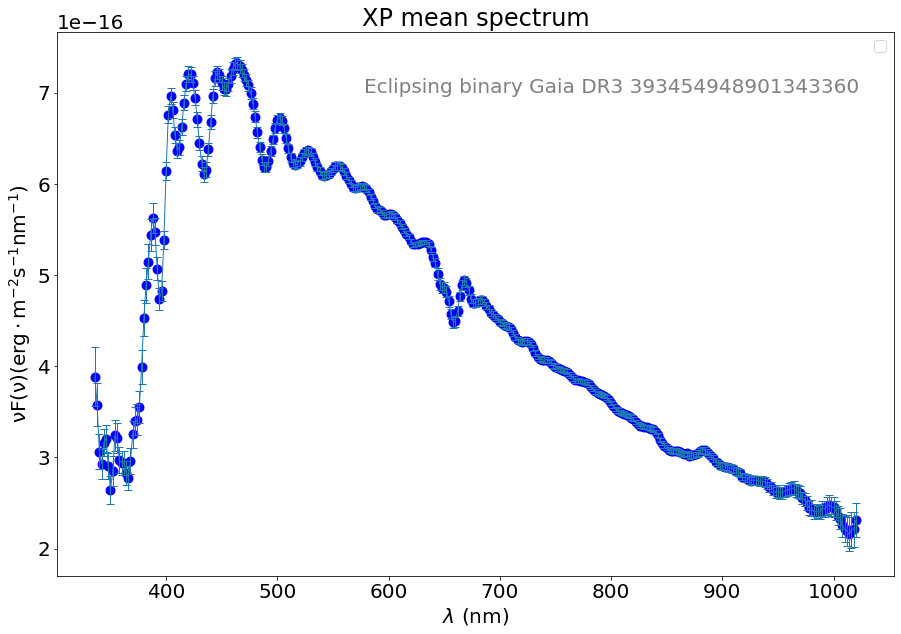 XP mean spectrum
1e−16
Eclipsing binary Gaia DR3 393454948901343360
7
6
5
4
3
2
νF(ν)(erg · m⁻²s⁻¹nm⁻¹)
400 500 600 700 800 900 1000
λ (nm)